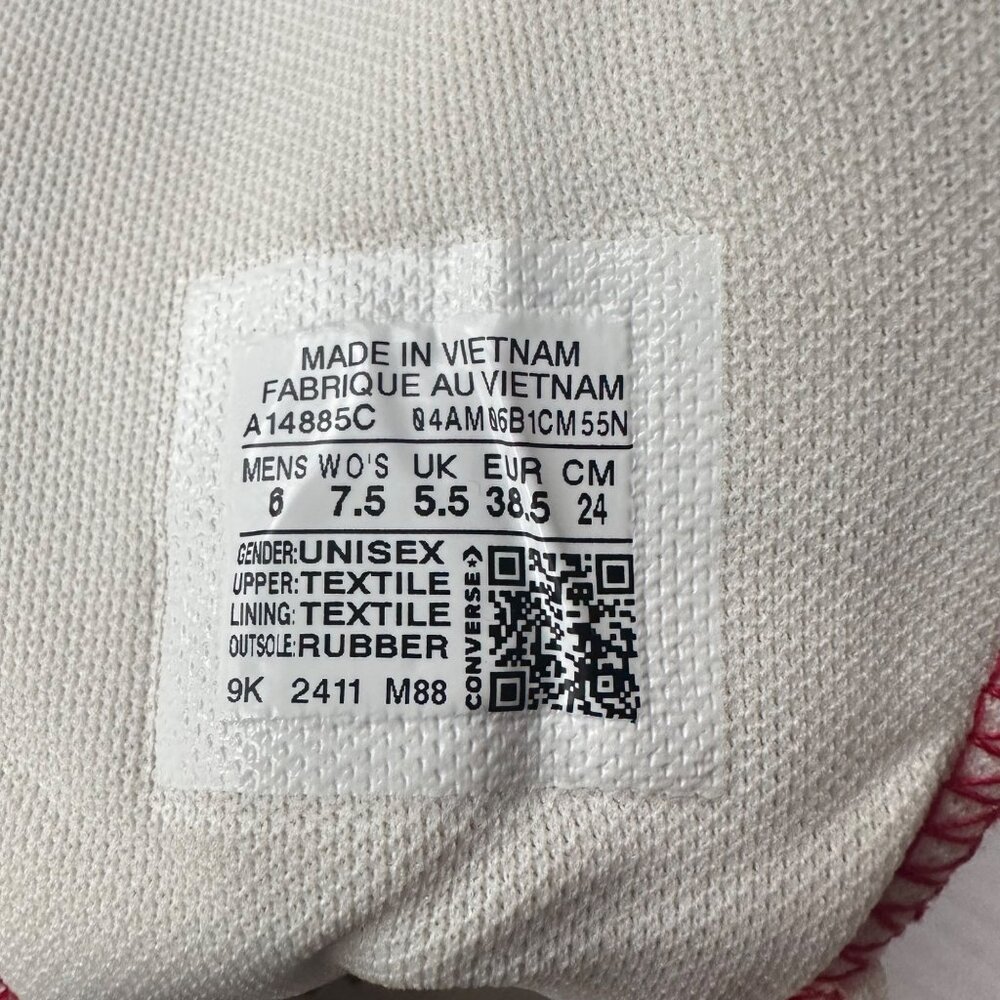 MADE IN VIETNAM
FABRIQUE AU VIETNAM
A14885C 04AM06B1CM55N
MENS WO'S UK EUR CM
6 7.5 5.5 38.5 24
GENDER:UNISEX
UPPER:TEXTILE
LINING:TEXTILE
OUTSOLE:RUBBER
9K 2411 M88
CONVERSE